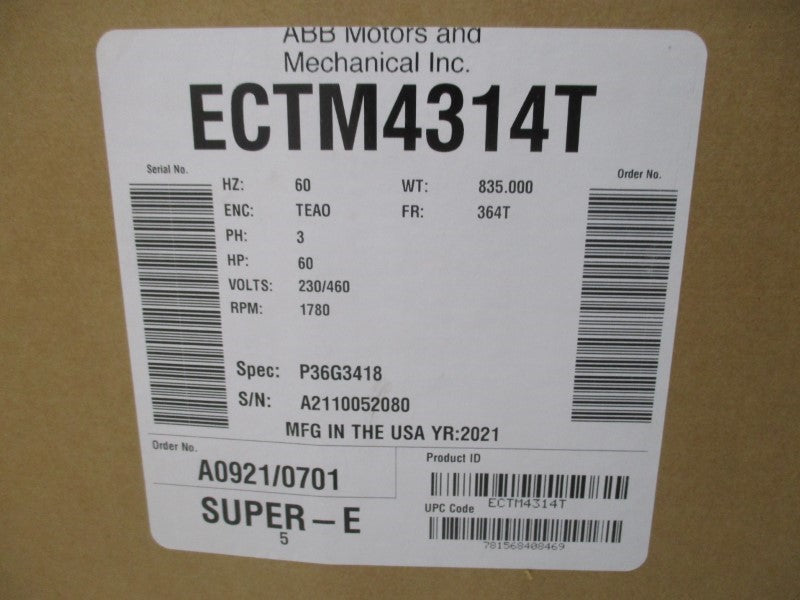 ABB Motors and
Mechanical Inc.
ECTM4314T
Serial No.
Order No.
HZ: 60 WT: 835.000
ENC: TEAO FR: 364T
PH: 3
HP: 60
VOLTS: 230/460
RPM: 1780
Spec: P36G3418
S/N: A2110052080
MFG IN THE USA YR:2021
Order No.
A0921/0701
SUPER-E
5
Product ID
ECTM4314T
UPC Code
781568408469